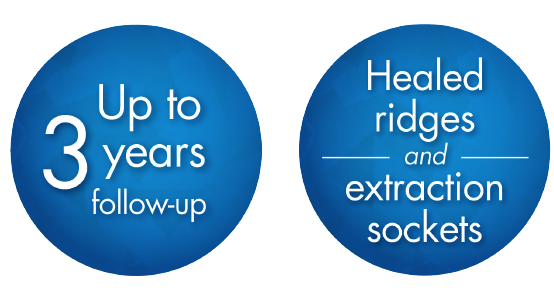 Up to
3 years
follow-up
Healed
ridges
and
extraction
sockets